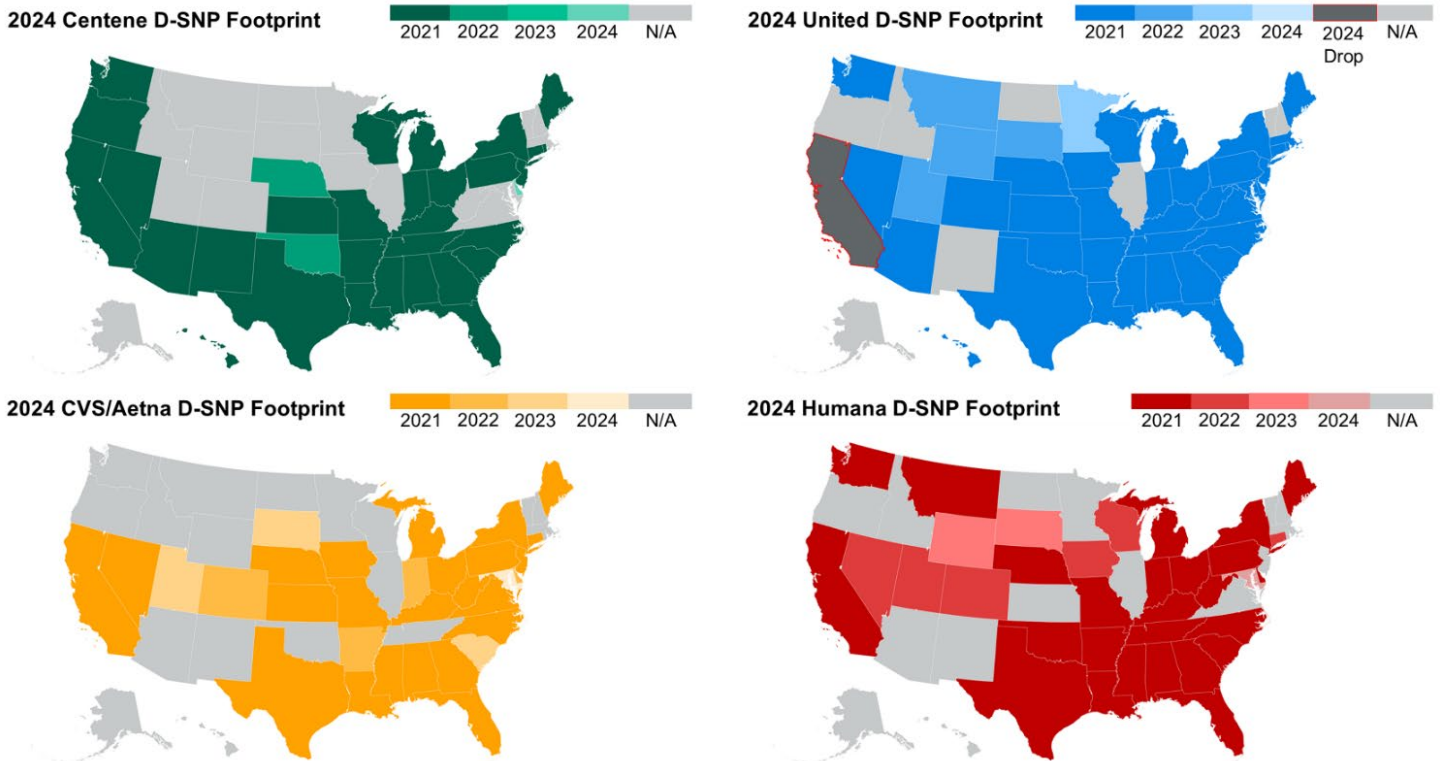 2024 Centene D-SNP Footprint
2021 2022 2023 2024 N/A
2024 United D-SNP Footprint
2021 2022 2023 2024 2024 Drop N/A
2024 CVS/Aetna D-SNP Footprint
2021 2022 2023 2024 N/A
2024 Humana D-SNP Footprint
2021 2022 2023 2024 N/A